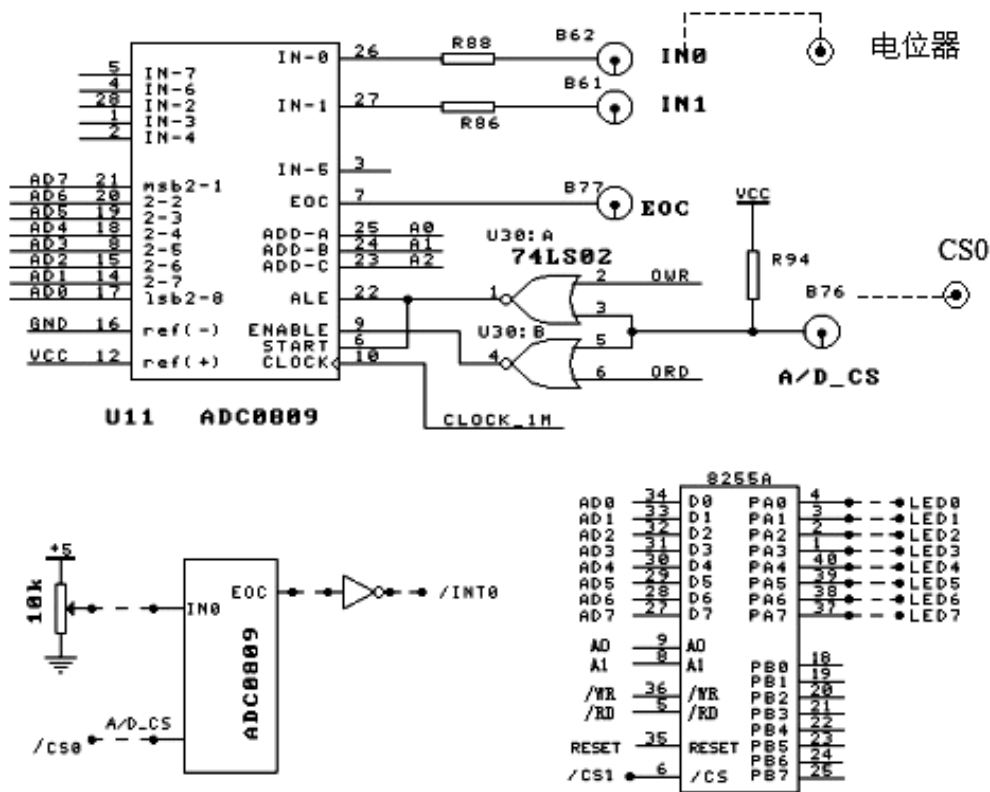 IN-7 5
IN-6 4
IN-2 28
IN-3 1
IN-4 2
IN-0 26 R88 B62 IN0 电位器
IN-1 27 R86 B61 IN1
IN-5 3
EOC 7 B77 EOC
ADD-A 25 A0
ADD-B 24 A1
ADD-C 23 A2
AD7 21 msb2-1
AD6 20 2-2
AD5 19 2-3
AD4 18 2-4
AD3 8 2-5
AD2 15 2-6
AD1 14 2-7
AD0 17 lsb2-8
GND 16 ref(-)
VCC 12 ref(+)
ALE 22
ENABLE 9
START 6
CLOCK 10
CLOCK_1M
U11 ADC0809
U30:A
74LS02
1 2 3
U30:B
4 5 6
QWR
QRD
VCC
R94
B76
CS0
A/D_CS
+5
10k
IN0
EOC
/INT0
ADC0809
A/D_CS
/CS0
8255A
AD0 34 D0 PA0 4 LED0
AD1 33 D1 PA1 3 LED1
AD2 32 D2 PA2 2 LED2
AD3 31 D3 PA3 1 LED3
AD4 30 D4 PA4 40 LED4
AD5 29 D5 PA5 39 LED5
AD6 28 D6 PA6 38 LED6
AD7 27 D7 PA7 37 LED7
A0 9 A0
A1 8 A1
/WR 36 /WR
/RD 5 /RD
RESET 35 RESET
/CS1 6 /CS
PB0 18
PB1 19
PB2 20
PB3 21
PB4 22
PB5 23
PB6 24
PB7 25